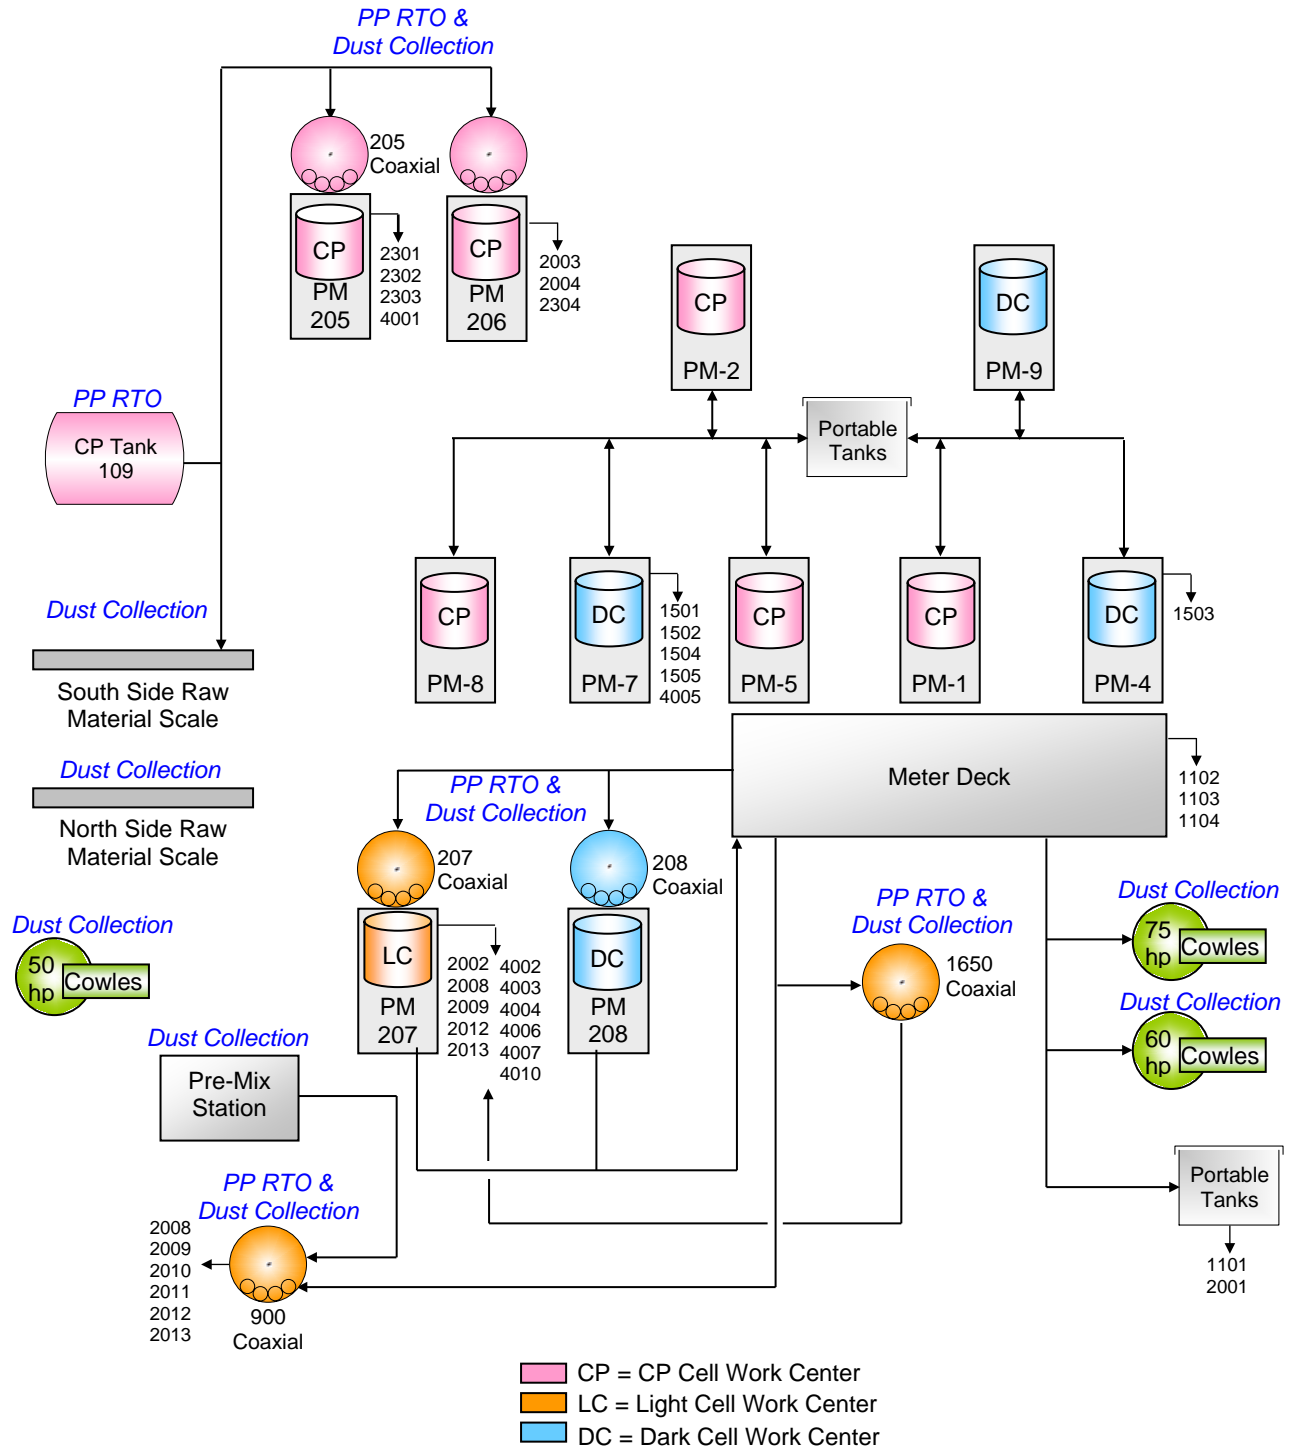 PP RTO &
Dust Collection
205
Coaxial
CP
PM
205
2301
2302
2303
4001
CP
PM
206
2003
2004
2304
CP
PM-2
DC
PM-9
Portable
Tanks
PP RTO
CP Tank
109
CP
PM-8
DC
PM-7
1501
1502
1504
1505
4005
CP
PM-5
CP
PM-1
DC
PM-4
1503
Dust Collection
South Side Raw
Material Scale
Dust Collection
North Side Raw
Material Scale
Meter Deck
1102
1103
1104
PP RTO &
Dust Collection
207
Coaxial
208
Coaxial
LC
PM
207
2002
2008
2009
2012
2013
4002
4003
4004
4006
4007
4010
DC
PM
208
PP RTO &
Dust Collection
1650
Coaxial
Dust Collection
75
hp
Cowles
Dust Collection
60
hp
Cowles
Dust Collection
50
hp
Cowles
Dust Collection
Pre-Mix
Station
PP RTO &
Dust Collection
2008
2009
2010
2011
2012
2013
900
Coaxial
Portable
Tanks
1101
2001
CP = CP Cell Work Center
LC = Light Cell Work Center
DC = Dark Cell Work Center